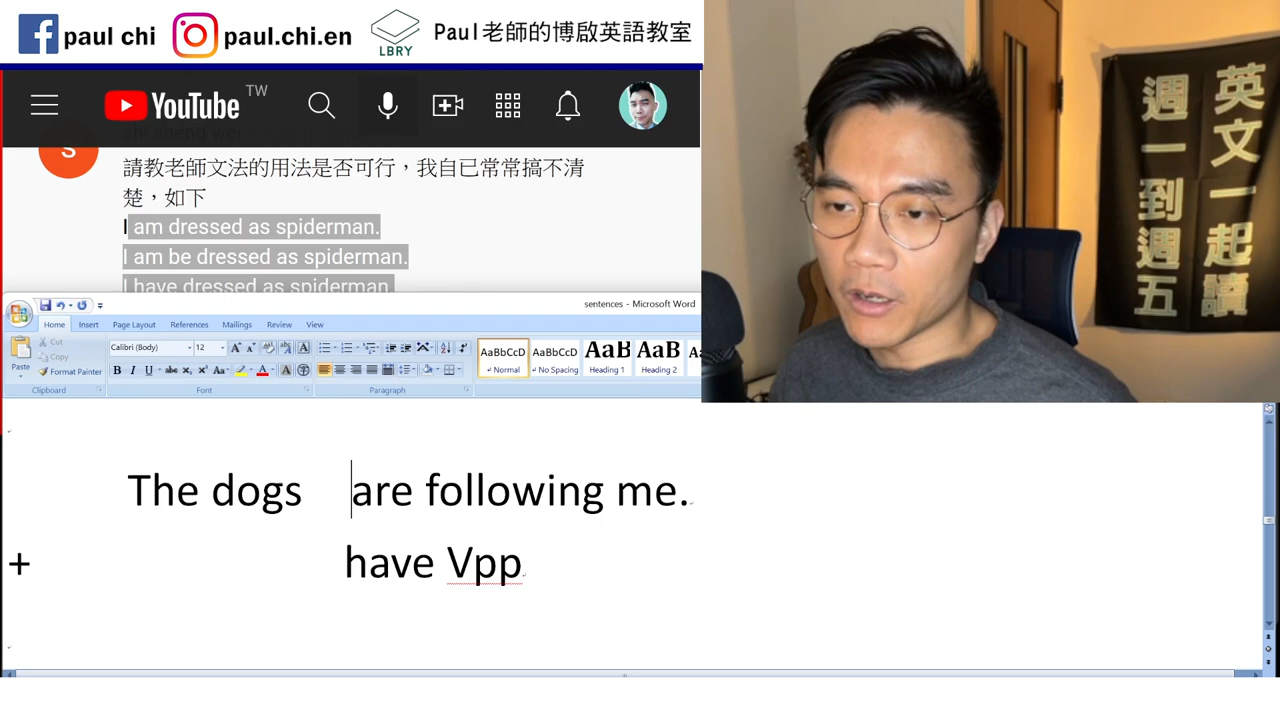 paul chi
paul.chi.en
LBRY
Paul老師的博啟英語教室
YouTube TW
S
請教老師文法的用法是否可行，我自已常常搞不清
楚，如下
I am dressed as spiderman.
I am be dressed as spiderman.
I have dressed as spiderman
sentences - Microsoft Word
Home Insert Page Layout References Mailings Review View
Paste
Cut
Copy
Format Painter
Clipboard
Calibri (Body) 12
Font
Paragraph
AaBbCcD AaBbCcD AaBb AaBbC
Normal No Spacing Heading 1 Heading 2
The dogs are following me.
+ have Vpp
英文一起讀
週一到週五